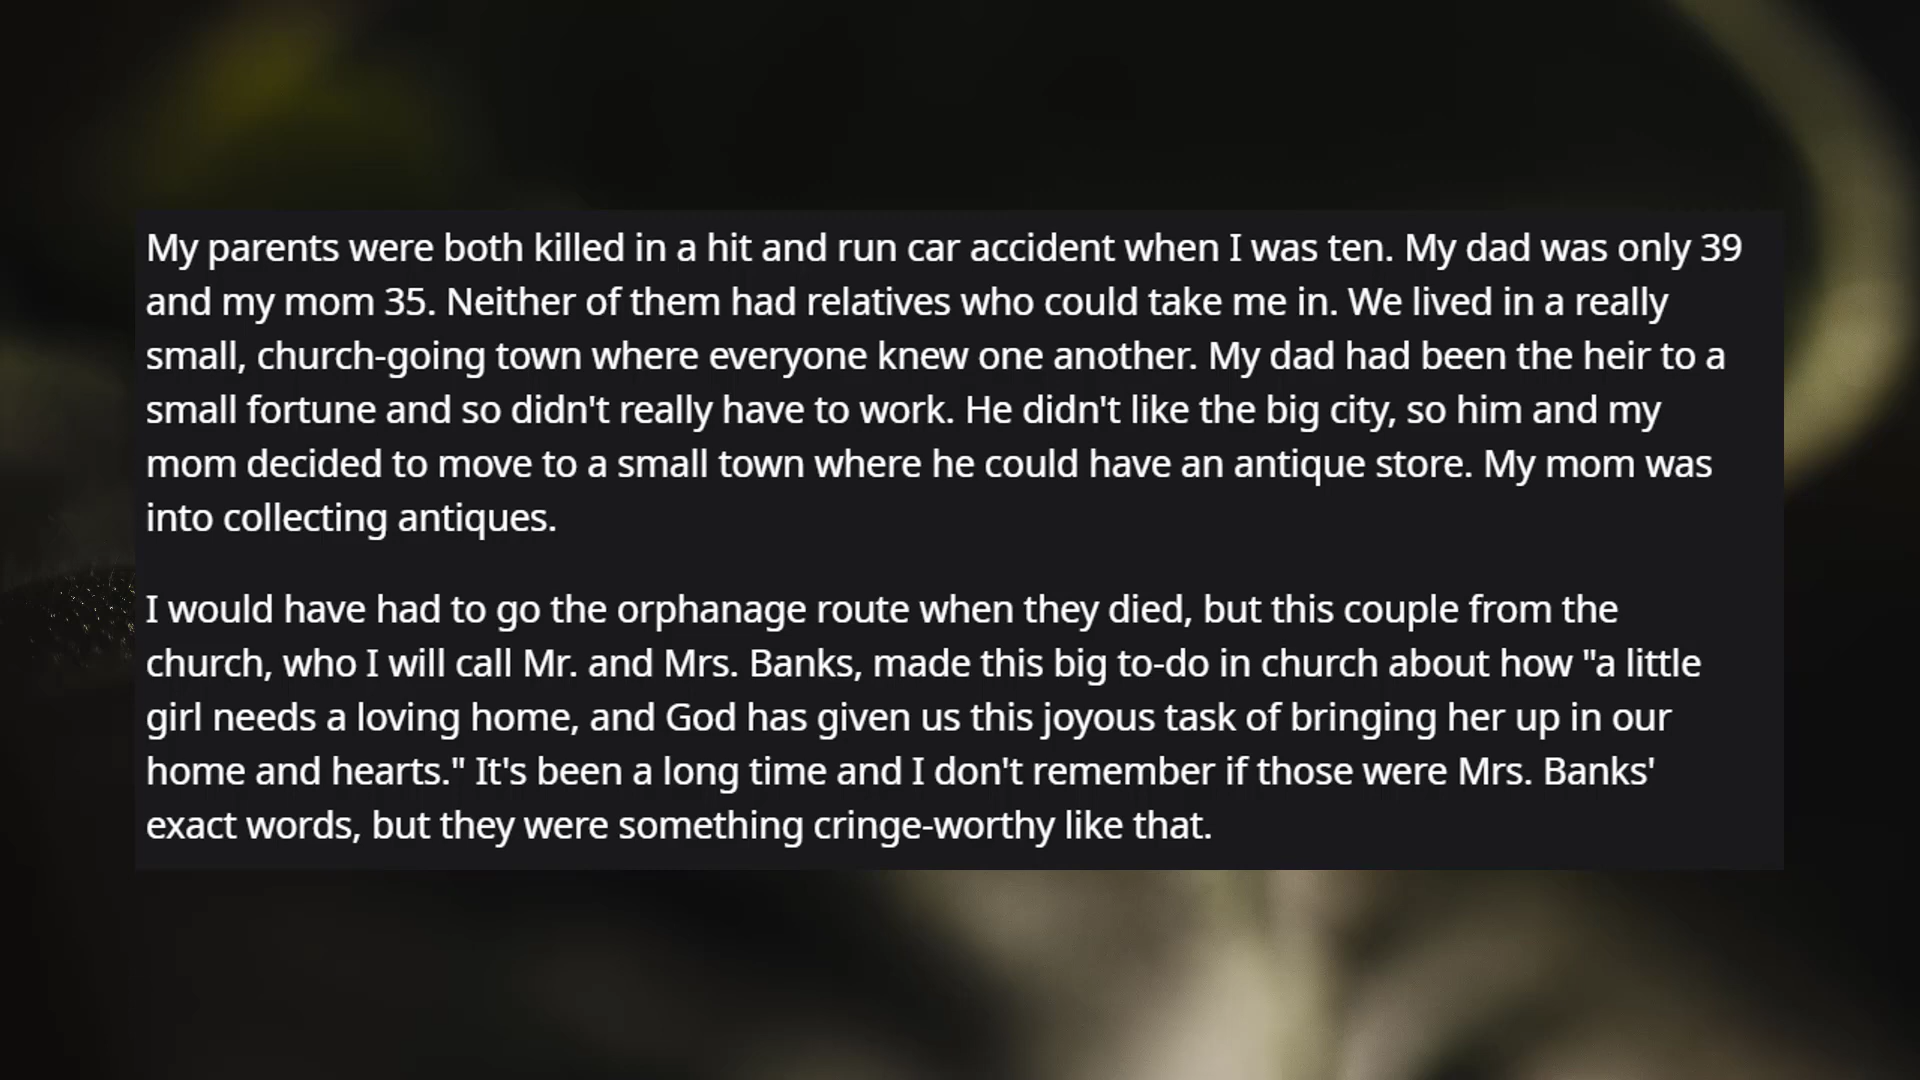 My parents were both killed in a hit and run car accident when I was ten. My dad was only 39
and my mom 35. Neither of them had relatives who could take me in. We lived in a really
small, church-going town where everyone knew one another. My dad had been the heir to a
small fortune and so didn't really have to work. He didn't like the big city, so him and my
mom decided to move to a small town where he could have an antique store. My mom was
into collecting antiques.
I would have had to go the orphanage route when they died, but this couple from the
church, who I will call Mr. and Mrs. Banks, made this big to-do in church about how "a little
girl needs a loving home, and God has given us this joyous task of bringing her up in our
home and hearts." It's been a long time and I don't remember if those were Mrs. Banks'
exact words, but they were something cringe-worthy like that.